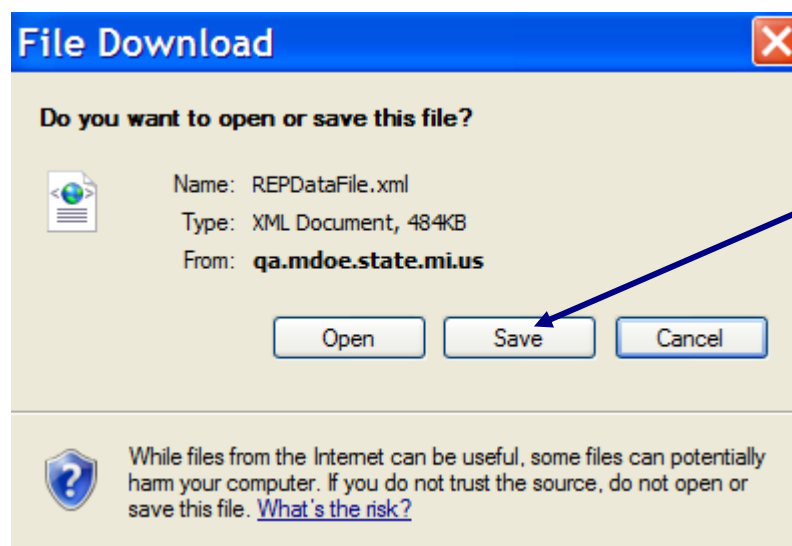 File Download
Do you want to open or save this file?
Name: REPDataFile.xml
Type: XML Document, 484KB
From: qa.mdoe.state.mi.us
Open Save Cancel
While files from the Internet can be useful, some files can potentially
harm your computer. If you do not trust the source, do not open or
save this file. What's the risk?